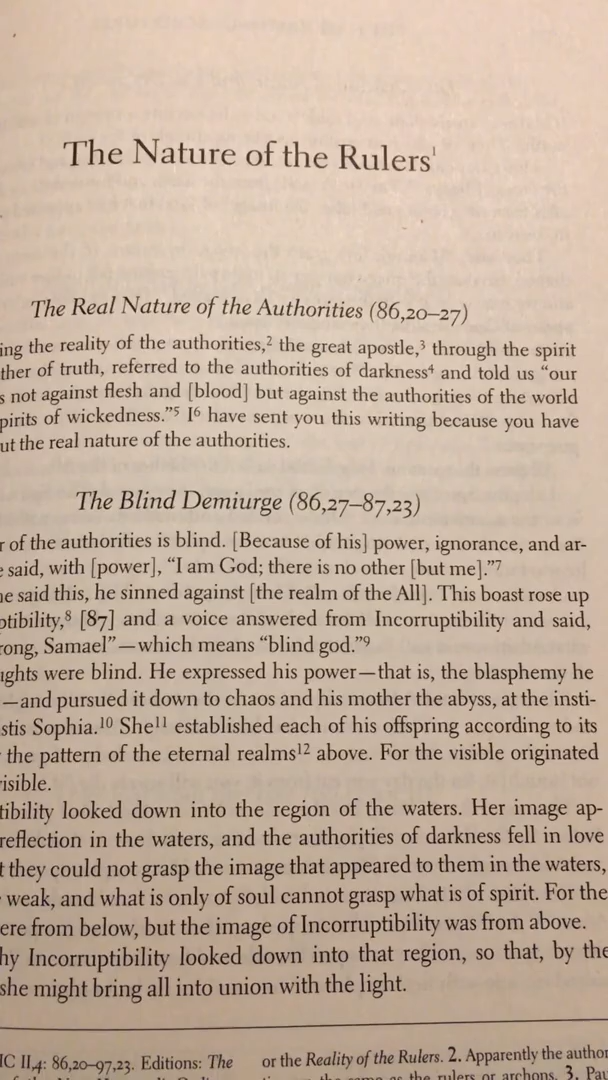 The Nature of the Rulers¹
The Real Nature of the Authorities (86,20–27)
ing the reality of the authorities,² the great apostle,³ through the spirit
ther of truth, referred to the authorities of darkness⁴ and told us “our
s not against flesh and [blood] but against the authorities of the world
pirits of wickedness.”⁵ I⁶ have sent you this writing because you have
ut the real nature of the authorities.
The Blind Demiurge (86,27–87,23)
r of the authorities is blind. [Because of his] power, ignorance, and ar-
e said, with [power], “I am God; there is no other [but me].”⁷
he said this, he sinned against [the realm of the All]. This boast rose up
ptibility,⁸ [87] and a voice answered from Incorruptibility and said,
rong, Samael”—which means “blind god.”⁹
ughts were blind. He expressed his power—that is, the blasphemy he
—and pursued it down to chaos and his mother the abyss, at the insti-
stis Sophia.¹⁰ She¹¹ established each of his offspring according to its
the pattern of the eternal realms¹² above. For the visible originated
isible.
tibility looked down into the region of the waters. Her image ap-
reflection in the waters, and the authorities of darkness fell in love
t they could not grasp the image that appeared to them in the waters,
weak, and what is only of soul cannot grasp what is of spirit. For the
ere from below, but the image of Incorruptibility was from above.
hy Incorruptibility looked down into that region, so that, by the
she might bring all into union with the light.
IC II,4: 86,20–97,23. Editions: The
or the Reality of the Rulers. 2. Apparently the author
the same as the rulers or archons. 3. Pau